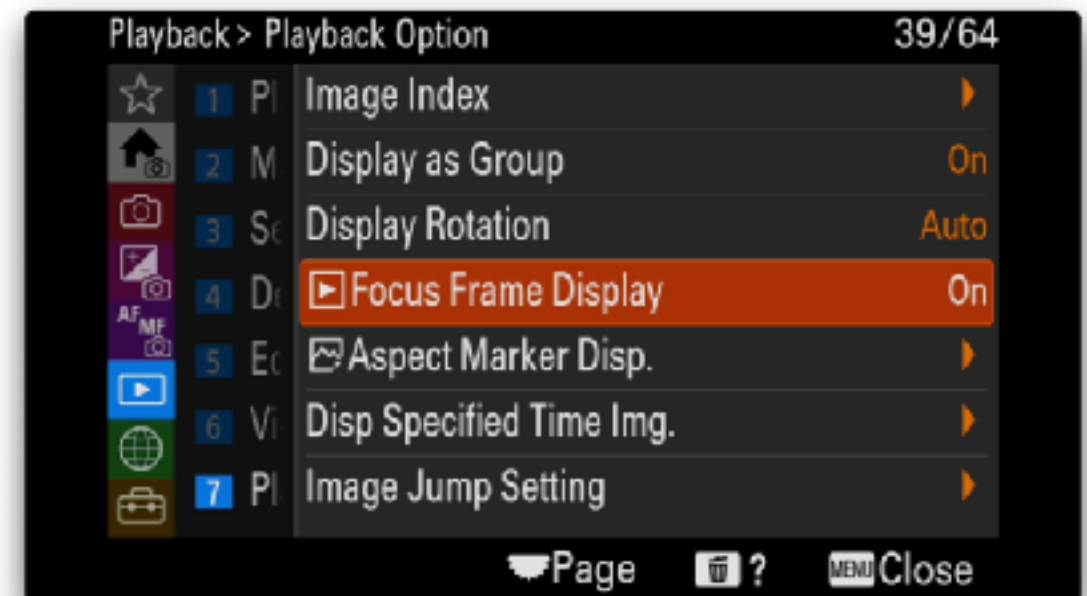 Playback > Playback Option 39/64
1 Pl Image Index
2 M Display as Group On
3 Se Display Rotation Auto
4 De Focus Frame Display On
5 Ed Aspect Marker Disp.
6 Vi Disp Specified Time Img.
7 Pl Image Jump Setting
AF MF
Page ? MENU Close